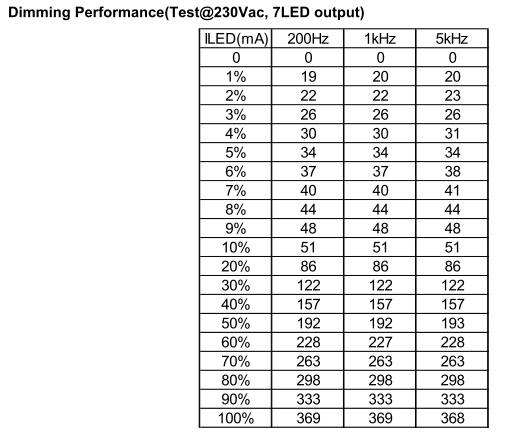 Dimming Performance(Test@230Vac, 7LED output)
ILED(mA) 200Hz 1kHz 5kHz
0 0 0 0
1% 19 20 20
2% 22 22 23
3% 26 26 26
4% 30 30 31
5% 34 34 34
6% 37 37 38
7% 40 40 41
8% 44 44 44
9% 48 48 48
10% 51 51 51
20% 86 86 86
30% 122 122 122
40% 157 157 157
50% 192 192 193
60% 228 227 228
70% 263 263 263
80% 298 298 298
90% 333 333 333
100% 369 369 368